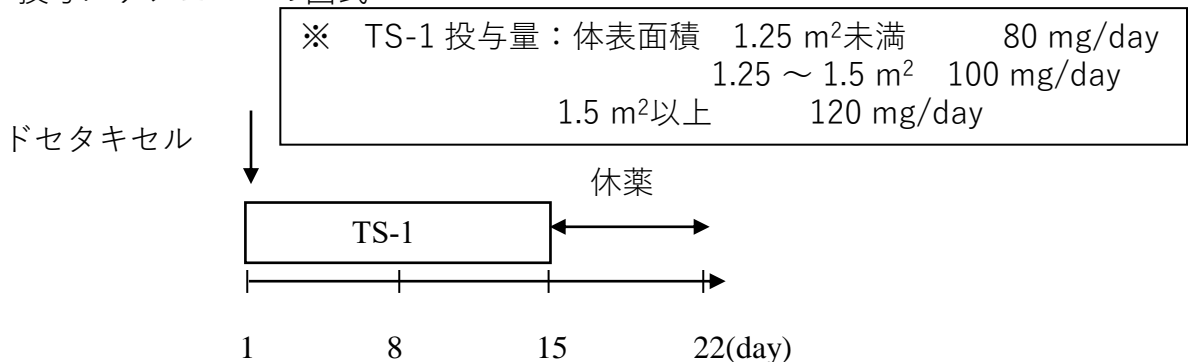 ※ TS-1 投与量：体表面積 1.25 m²未満 80 mg/day
1.25 ～ 1.5 m² 100 mg/day
1.5 m²以上 120 mg/day
ドセタキセル
休薬
TS-1
1 8 15 22(day)